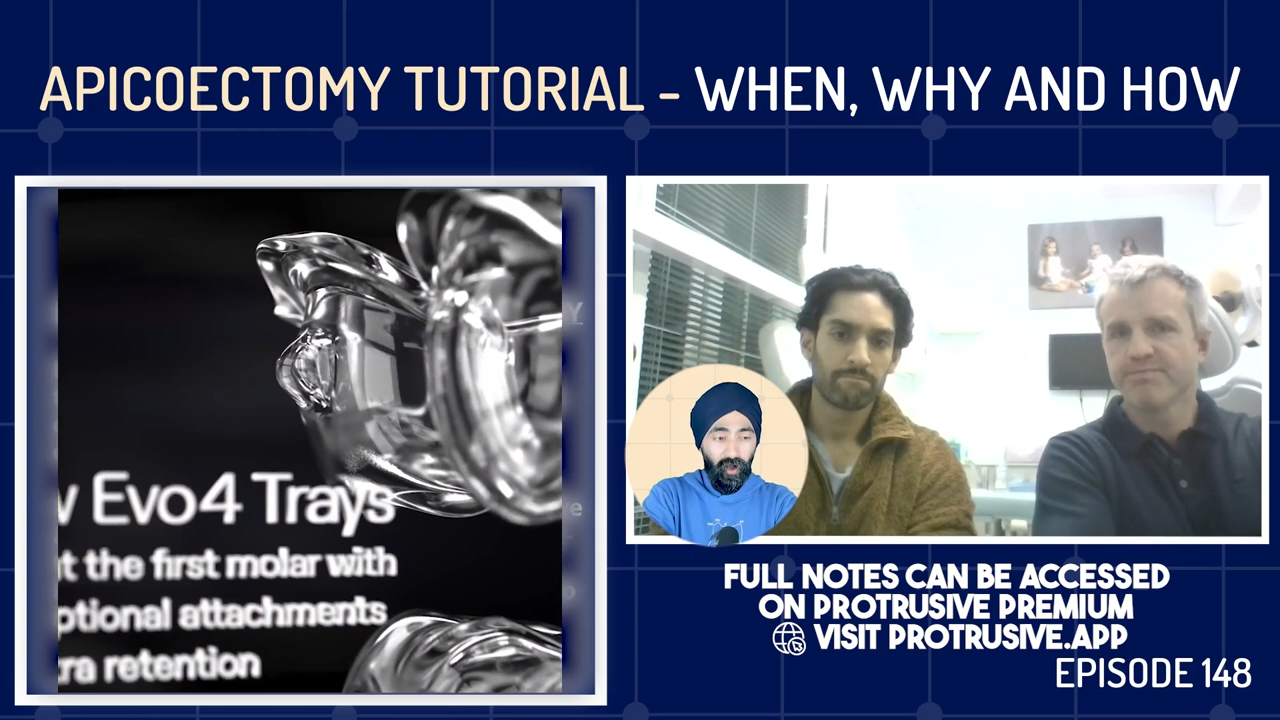 APICOECTOMY TUTORIAL - WHEN, WHY AND HOW
Evo4 Trays
the first molar with
attachments
retention
FULL NOTES CAN BE ACCESSED
ON PROTRUSIVE PREMIUM
VISIT PROTRUSIVE.APP
EPISODE 148